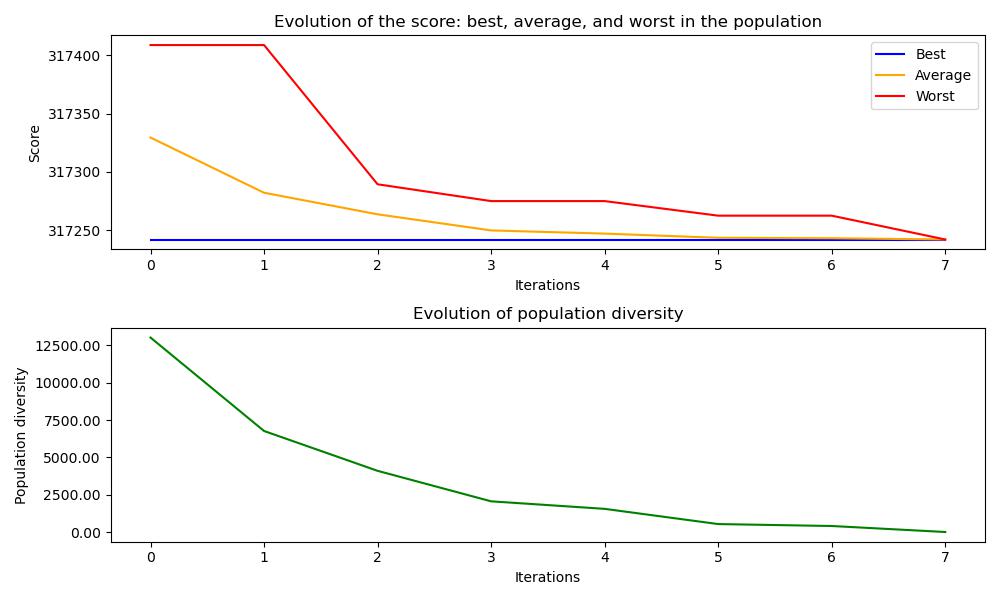 Evolution of the score: best, average, and worst in the population
317400
317350
317300
317250
Score
Best
Average
Worst
0 1 2 3 4 5 6 7
Iterations
Evolution of population diversity
12500.00
10000.00
7500.00
5000.00
2500.00
0.00
Population diversity
0 1 2 3 4 5 6 7
Iterations